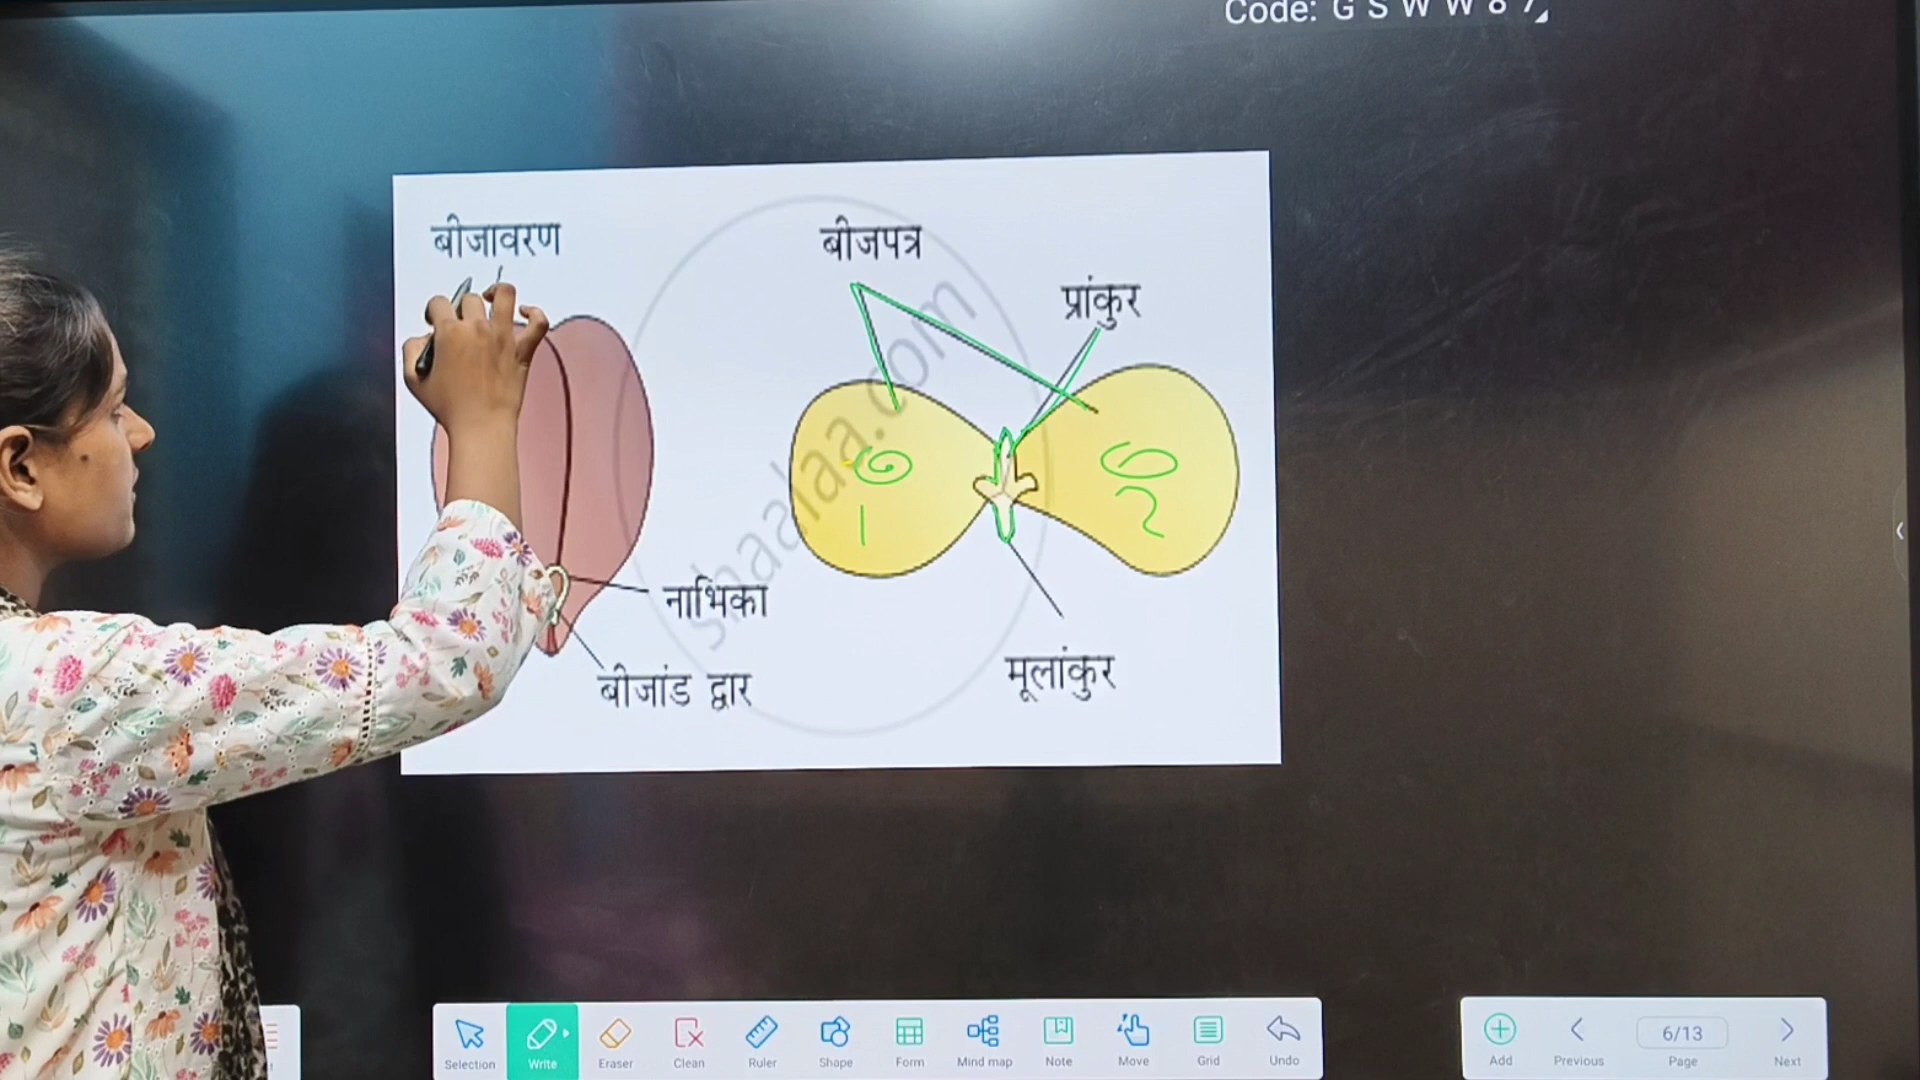 Code: G S W W 8 7
बीजावरण
बीजपत्र
प्रांकुर
1
2
नाभिका
बीजांड द्वार
मूलांकुर
shaalaa.com
Selection
Write
Eraser
Clean
Ruler
Shape
Form
Mind map
Note
Move
Grid
Undo
Add
Previous
6/13
Page
Next